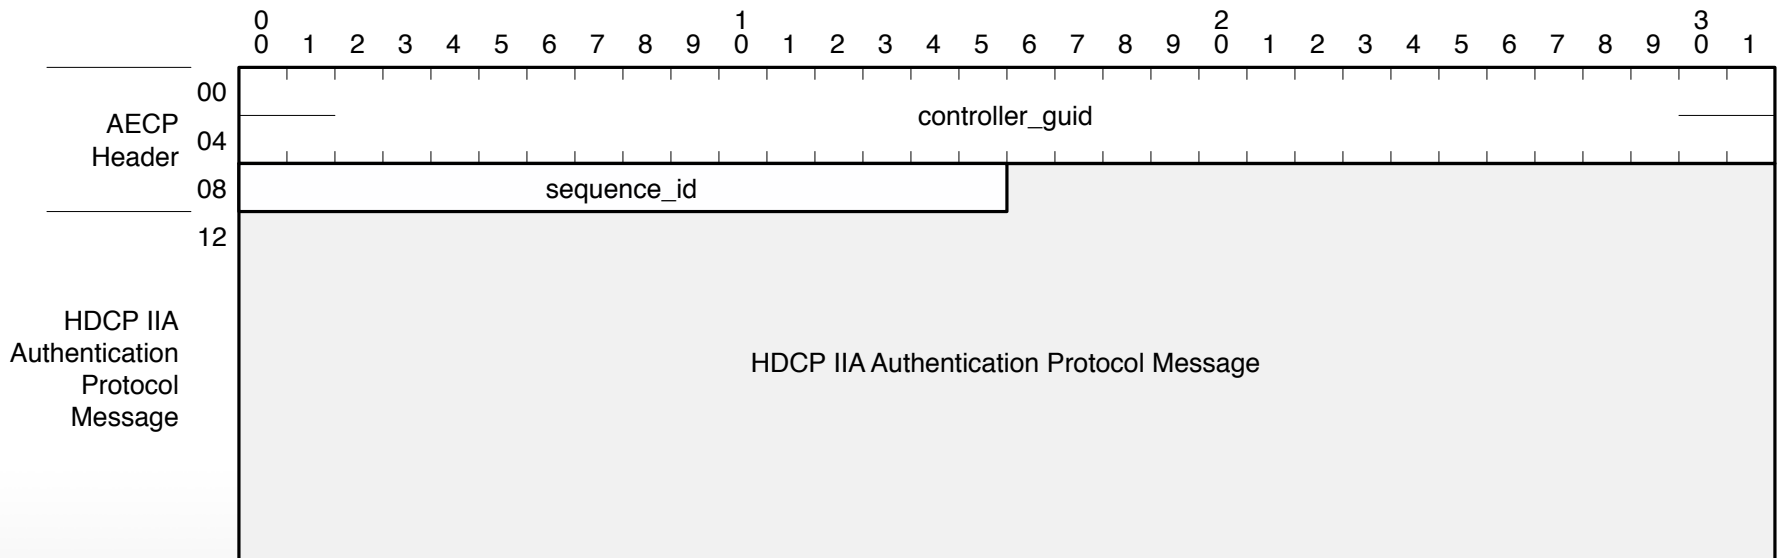 0 1 2 3
0 1 2 3 4 5 6 7 8 9 0 1 2 3 4 5 6 7 8 9 0 1 2 3 4 5 6 7 8 9 0 1
00
controller_guid
AECP
Header
04
08
sequence_id
12
HDCP IIA
Authentication
Protocol
Message
HDCP IIA Authentication Protocol Message